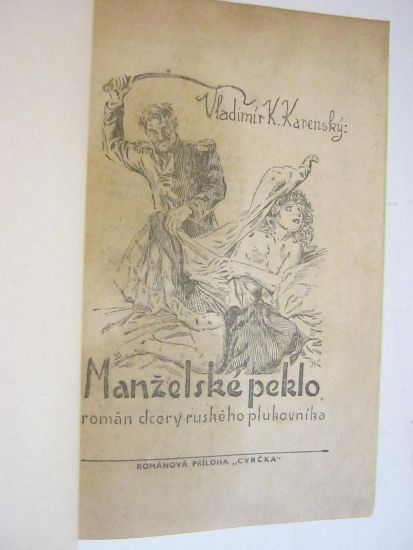 Vladimír K. Karenský:
Manželské peklo
román dcery ruského plukovníka
ROMÁNOVÁ PŘÍLOHA „CVRČKA“